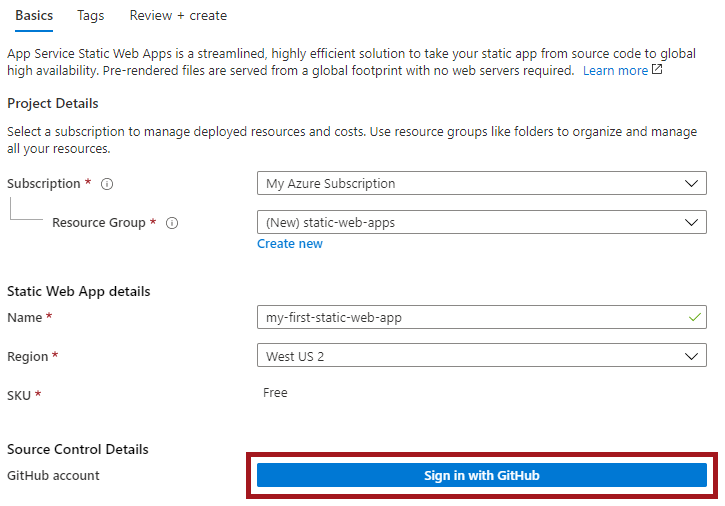 Basics Tags Review + create
App Service Static Web Apps is a streamlined, highly efficient solution to take your static app from source code to global
high availability. Pre-rendered files are served from a global footprint with no web servers required. Learn more
Project Details
Select a subscription to manage deployed resources and costs. Use resource groups like folders to organize and manage
all your resources.
Subscription * My Azure Subscription
Resource Group * (New) static-web-apps
Create new
Static Web App details
Name * my-first-static-web-app
Region * West US 2
SKU * Free
Source Control Details
GitHub account Sign in with GitHub